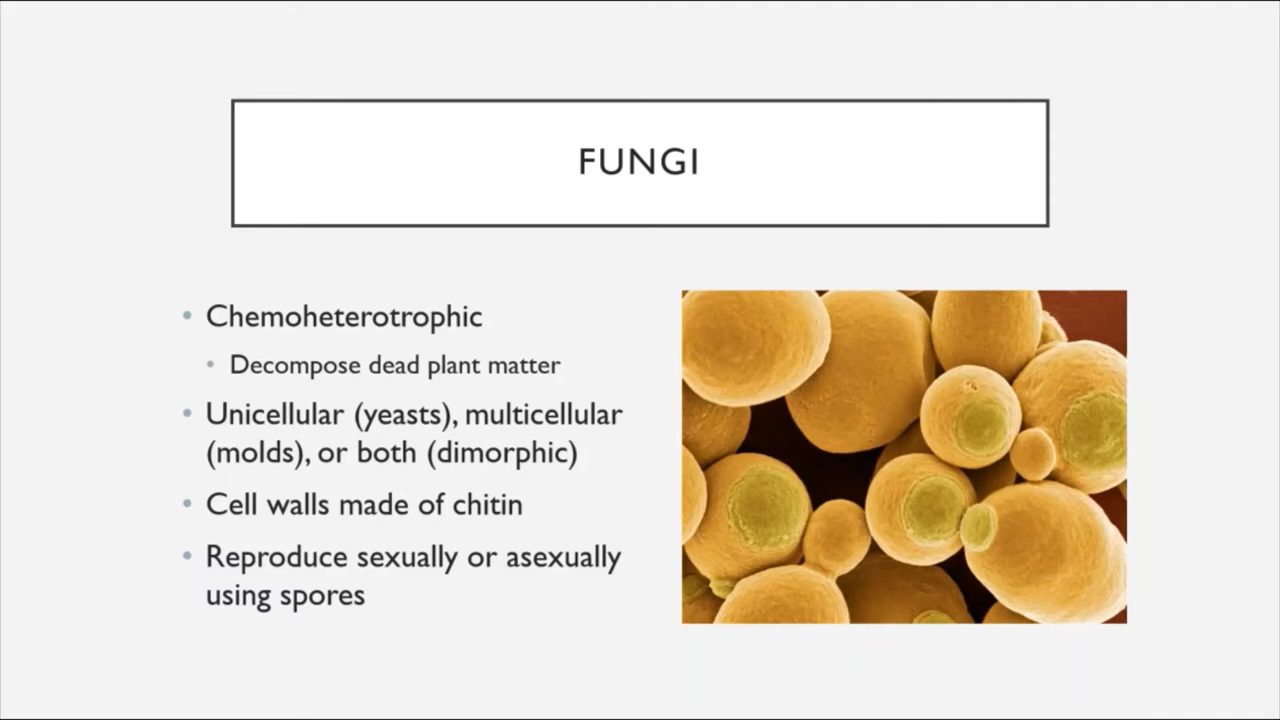 FUNGI
• Chemoheterotrophic
• Decompose dead plant matter
• Unicellular (yeasts), multicellular
(molds), or both (dimorphic)
• Cell walls made of chitin
• Reproduce sexually or asexually
using spores